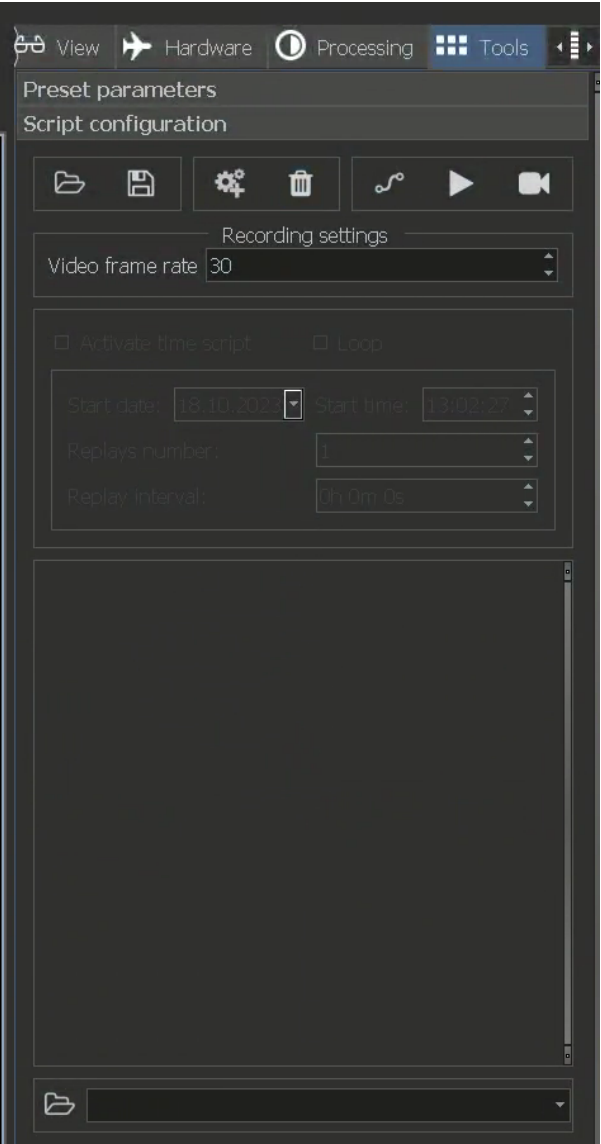 View Hardware Processing Tools
Preset parameters
Script configuration
Recording settings
Video frame rate 30
Activate time script Loop
Start date: 18.10.2023 Start time: 13:02:27
Replays number: 1
Replay interval: 0h 0m 0s